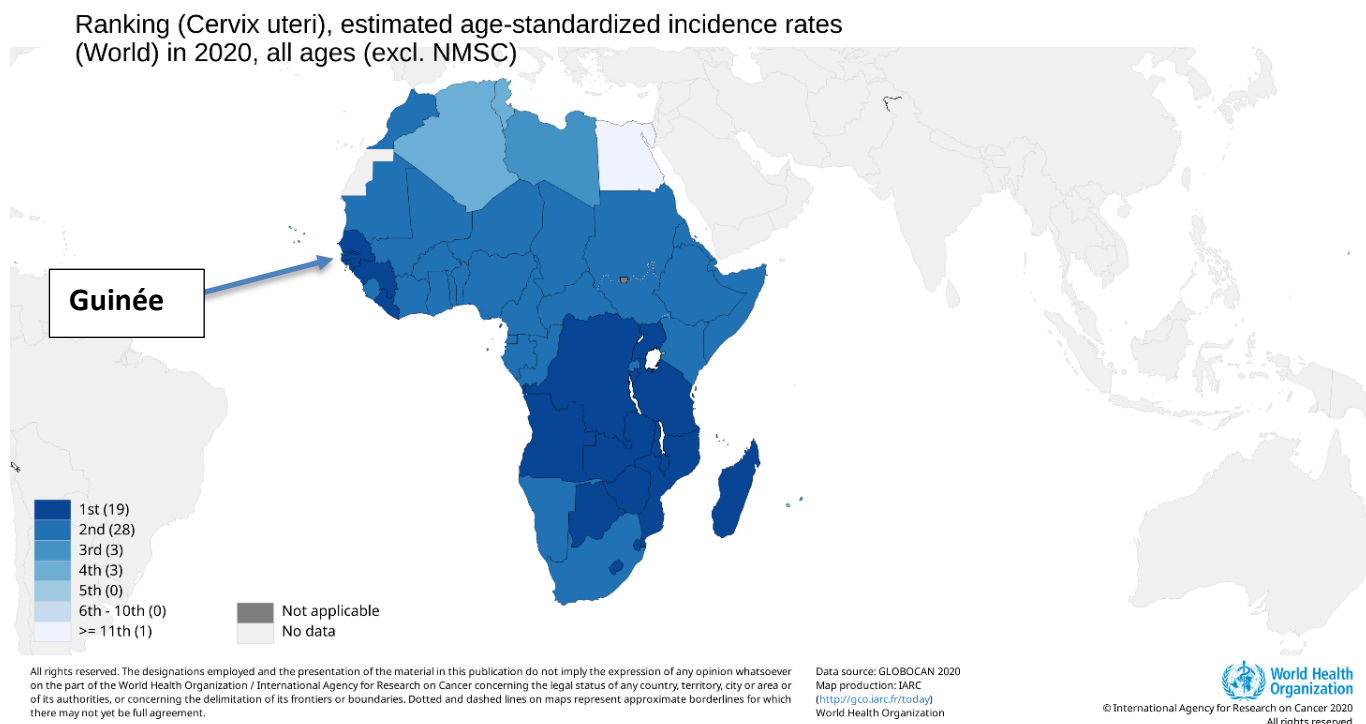 Ranking (Cervix uteri), estimated age-standardized incidence rates
(World) in 2020, all ages (excl. NMSC)
Guinée
1st (19)
2nd (28)
3rd (3)
4th (3)
5th (0)
6th - 10th (0)
>= 11th (1)
Not applicable
No data
All rights reserved. The designations employed and the presentation of the material in this publication do not imply the expression of any opinion whatsoever
on the part of the World Health Organization / International Agency for Research on Cancer concerning the legal status of any country, territory, city or area or
of its authorities, or concerning the delimitation of its frontiers or boundaries. Dotted and dashed lines on maps represent approximate borderlines for which
there may not yet be full agreement.
Data source: GLOBOCAN 2020
Map production: IARC
(http://gco.iarc.fr/today)
World Health Organization
World Health
Organization
© International Agency for Research on Cancer 2020
All rights reserved